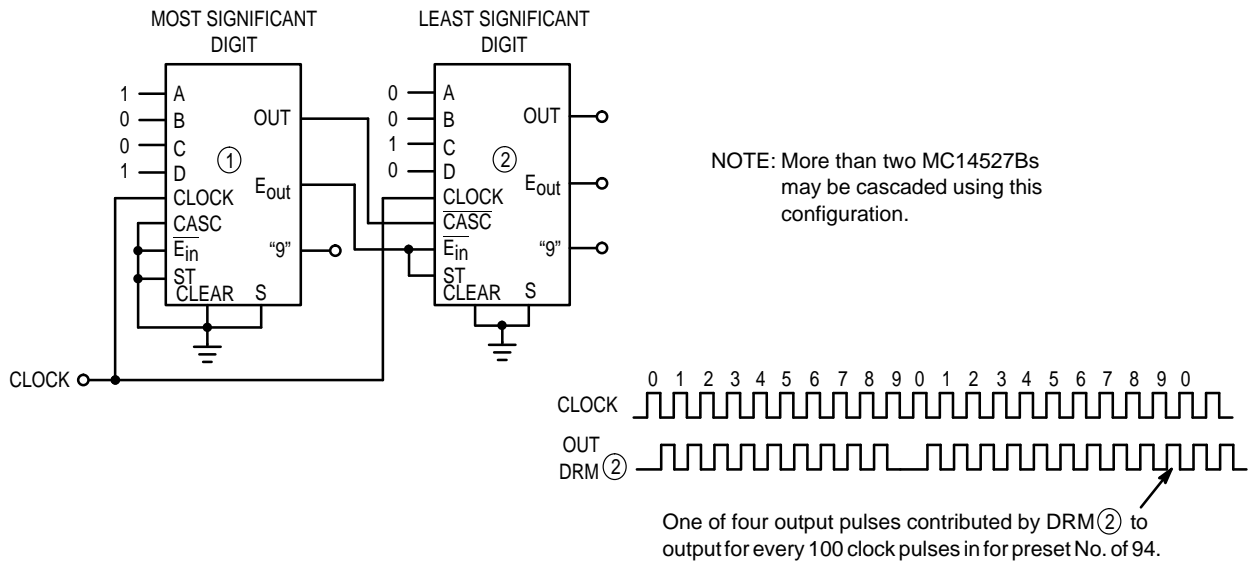 MOST SIGNIFICANT
DIGIT
LEAST SIGNIFICANT
DIGIT
1 A
0 B
0 C
1 D
CLOCK
CASC
Ein
ST
CLEAR S
OUT
Eout
“9”
1
0 A
0 B
1 C
0 D
CLOCK
CASC
Ein
ST
CLEAR S
OUT
Eout
“9”
2
NOTE: More than two MC14527Bs
may be cascaded using this
configuration.
CLOCK
0 1 2 3 4 5 6 7 8 9 0 1 2 3 4 5 6 7 8 9 0
CLOCK
OUT
DRM 2
One of four output pulses contributed by DRM 2 to
output for every 100 clock pulses in for preset No. of 94.